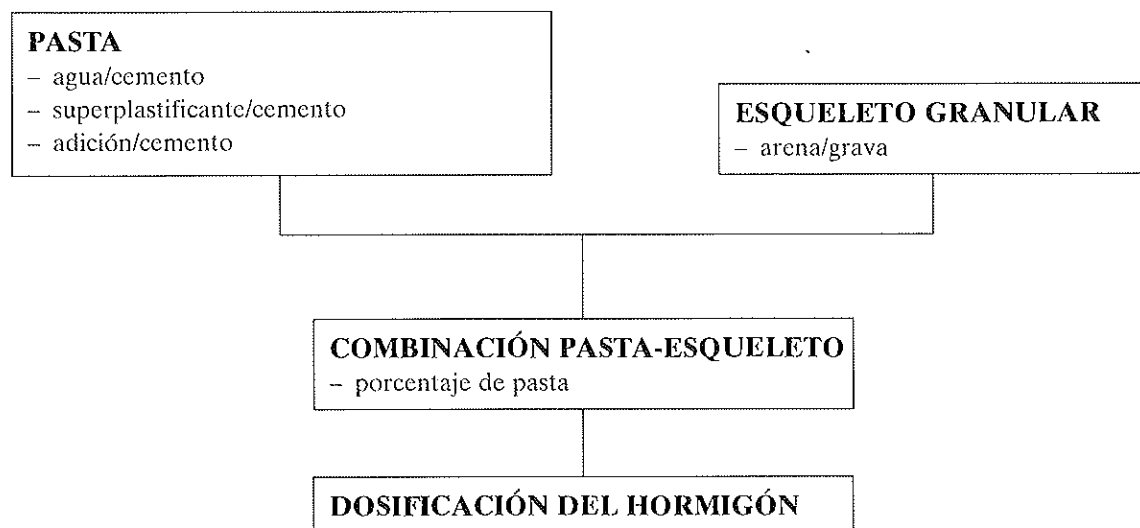 PASTA
– agua/cemento
– superplastificante/cemento
– adición/cemento
ESQUELETO GRANULAR
– arena/grava
COMBINACIÓN PASTA-ESQUELETO
– porcentaje de pasta
DOSIFICACIÓN DEL HORMIGÓN